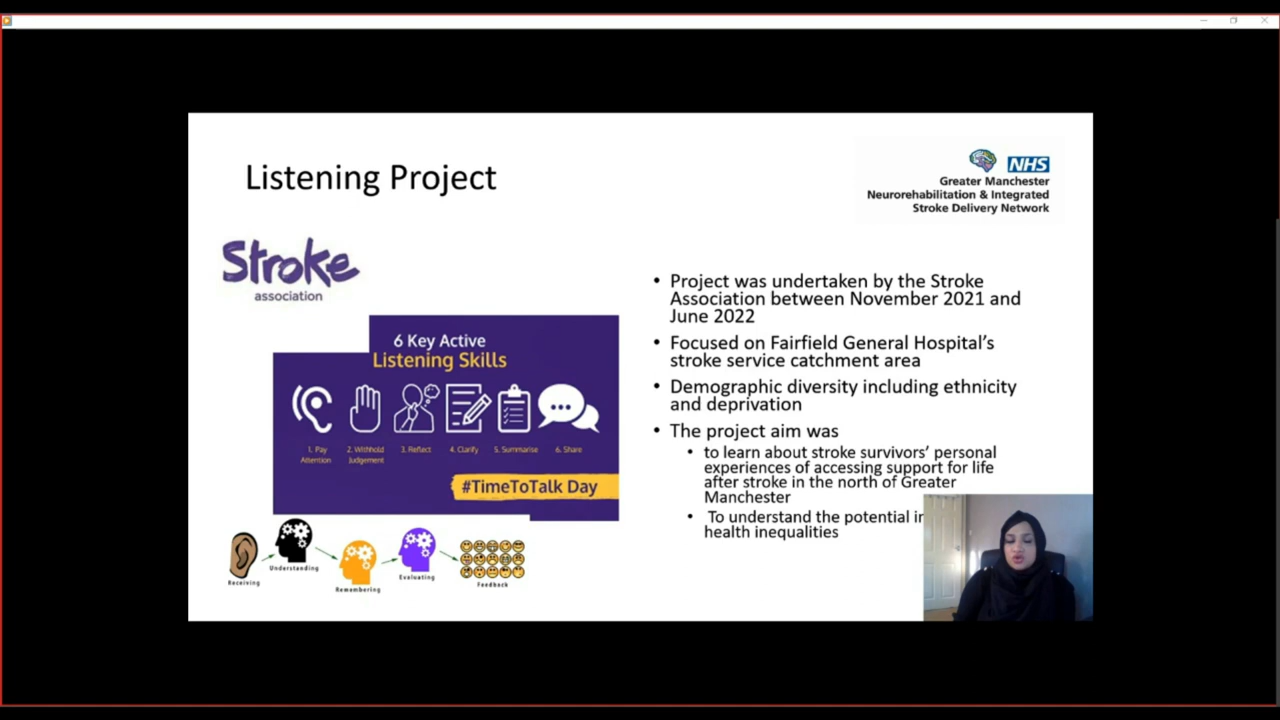 Listening Project
NHS
Greater Manchester
Neurorehabilitation & Integrated
Stroke Delivery Network
Stroke
association
6 Key Active
Listening Skills
1. Pay
Attention
2. Withhold
Judgement
3. Reflect
4. Clarify
5. Summarise
6. Share
#TimeToTalk Day
Receiving
Understanding
Remembering
Evaluating
Feedback
• Project was undertaken by the Stroke
Association between November 2021 and
June 2022
• Focused on Fairfield General Hospital's
stroke service catchment area
• Demographic diversity including ethnicity
and deprivation
• The project aim was
• to learn about stroke survivors' personal
experiences of accessing support for life
after stroke in the north of Greater
Manchester
• To understand the potential
health inequalities